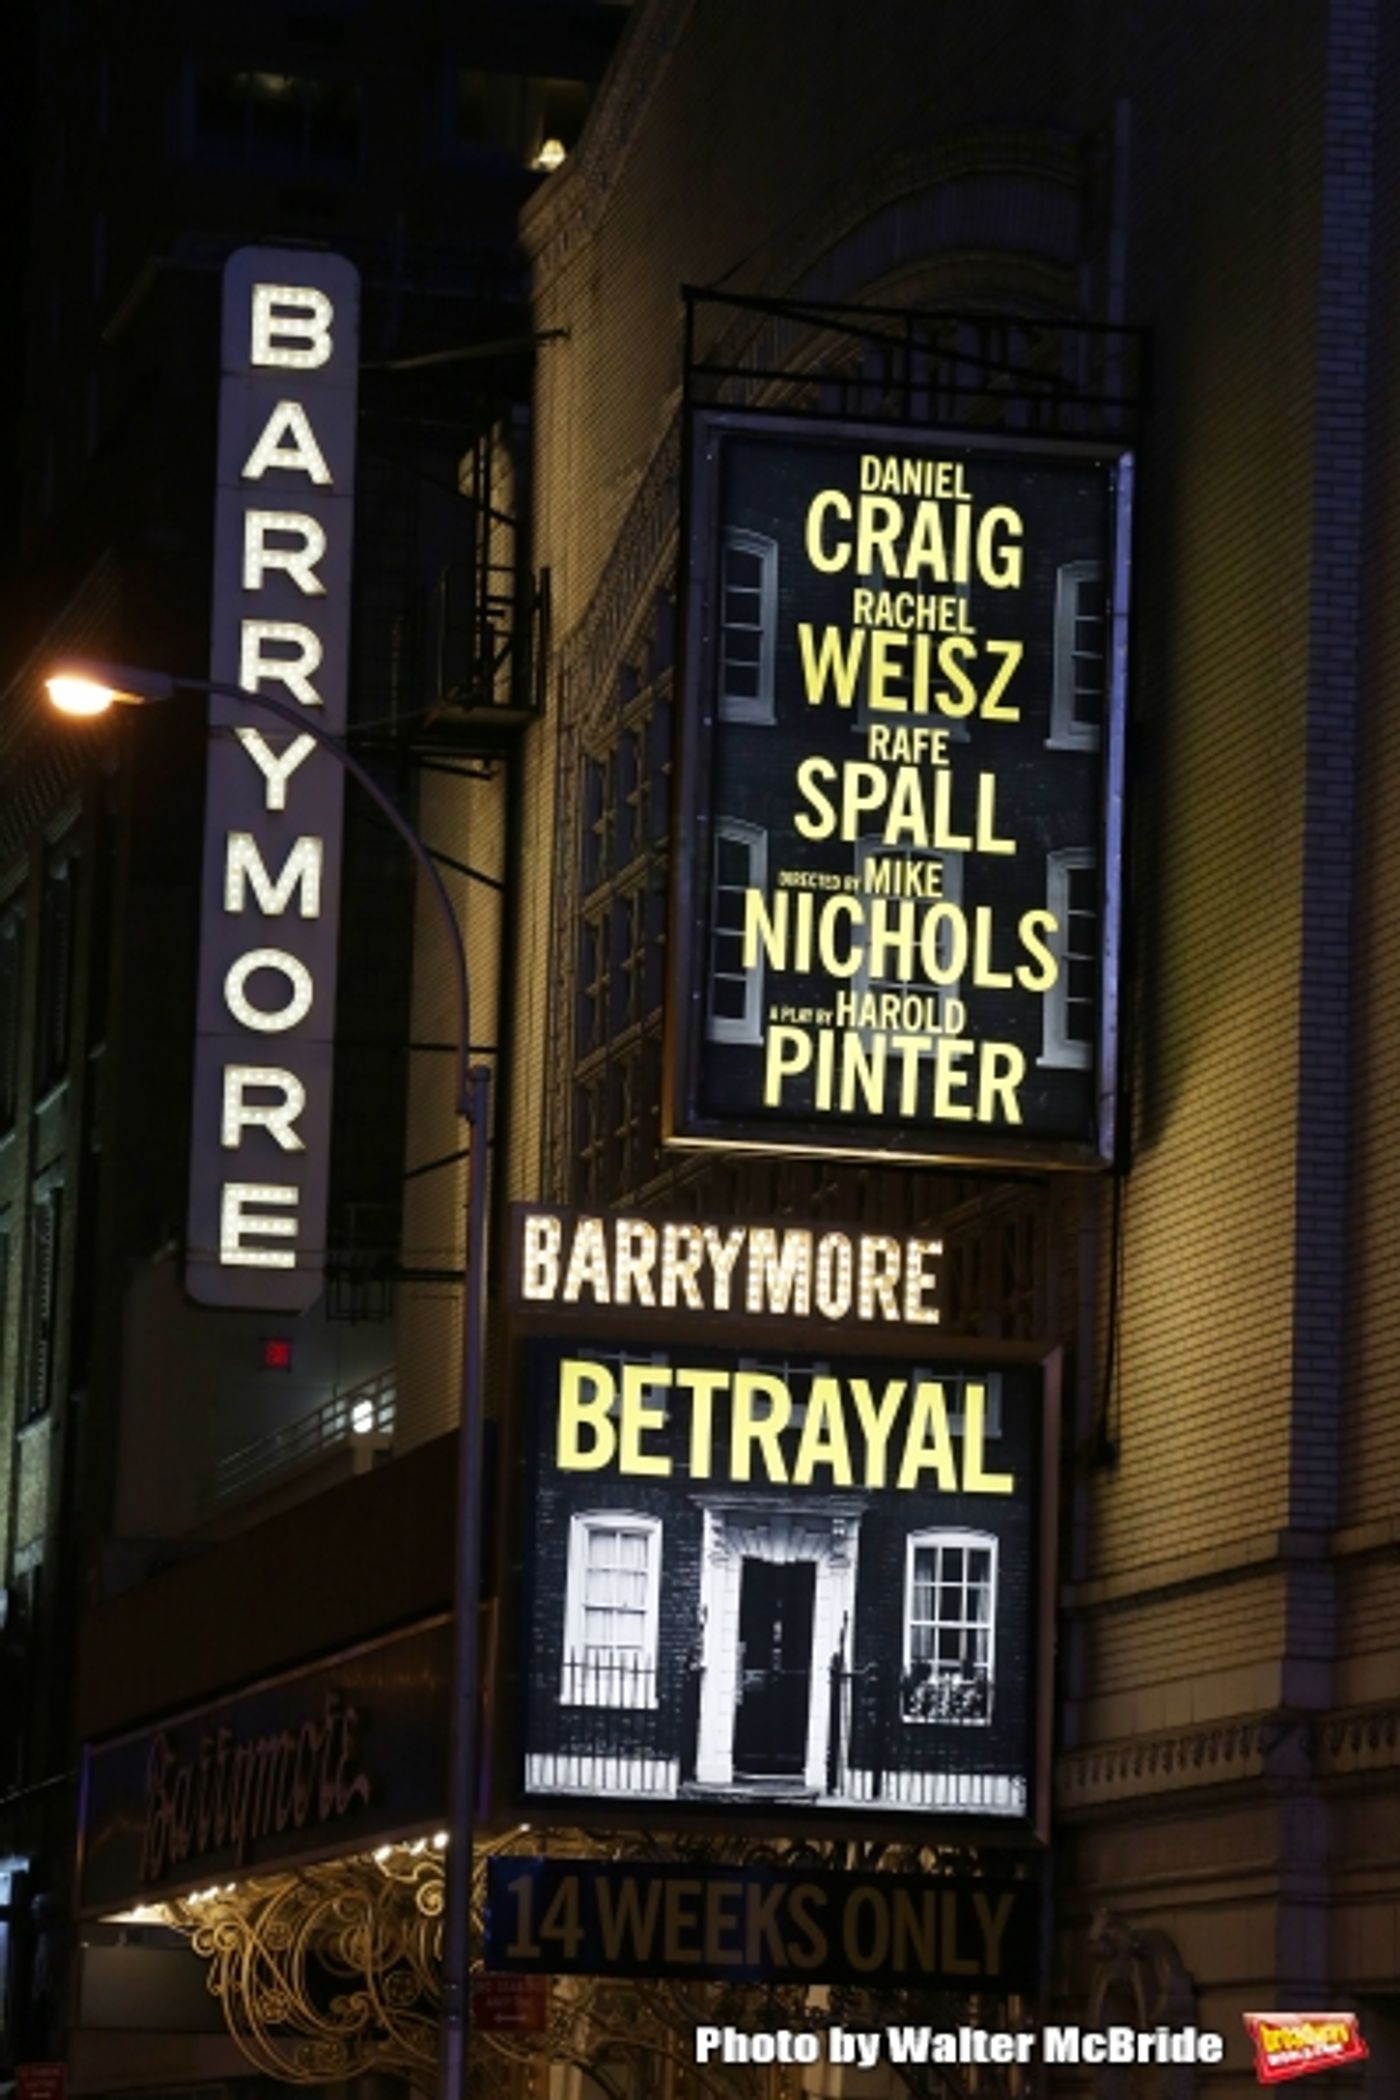 BARRYMORE
DANIEL
CRAIG
RACHEL
WEISZ
RAFE
SPALL
DIRECTED BY MIKE
NICHOLS
A PLAY BY HAROLD
PINTER
BARRYMORE
BETRAYAL
Barrymore
14 WEEKS ONLY
Photo by Walter McBride